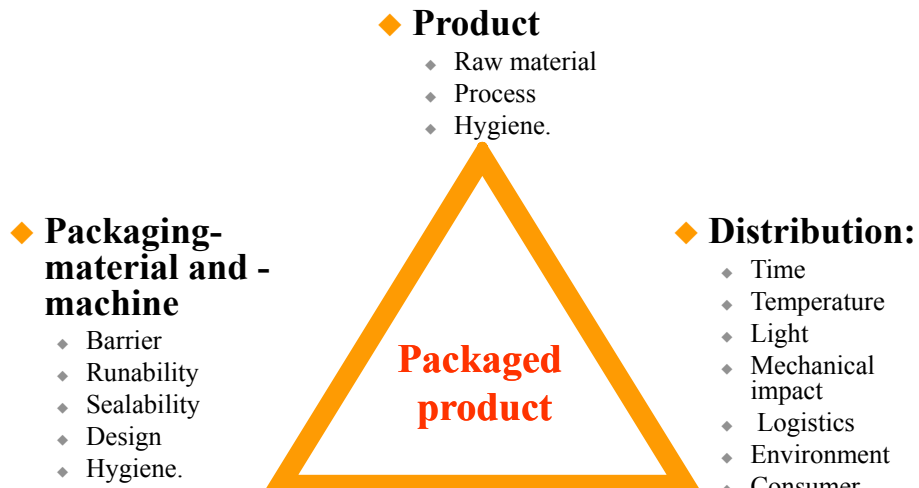 Product
Raw material
Process
Hygiene.
Packaging-
material and -
machine
Barrier
Runability
Sealability
Design
Hygiene.
Packaged
product
Distribution:
Time
Temperature
Light
Mechanical
impact
Logistics
Environment
Consumer